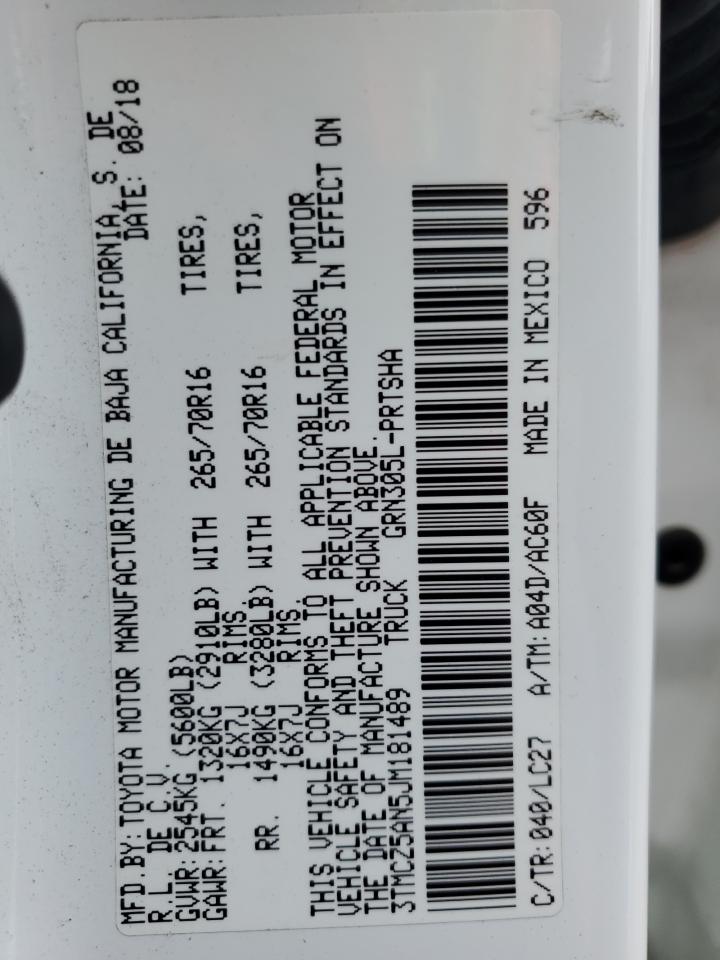 MFD.BY: TOYOTA MOTOR MANUFACTURING DE BAJA CALIFORNIA, S. DE
R.L. DE C.V. DATE: 08/18
GVWR: 2545KG (5600LB)
GAWR: FRT. 1320KG (2910LB) WITH 265/70R16 TIRES,
16X7J RIMS.
RR. 1490KG (3280LB) WITH 265/70R16 TIRES,
16X7J RIMS.
THIS VEHICLE CONFORMS TO ALL APPLICABLE FEDERAL MOTOR
VEHICLE SAFETY AND THEFT PREVENTION STANDARDS IN EFFECT ON
THE DATE OF MANUFACTURE SHOWN ABOVE.
3TMCZ5AN5JM181489 TRUCK GRN305L-PRTSHA
C/TR: 040/LC27 A/TM: A04D/AC60F MADE IN MEXICO 596